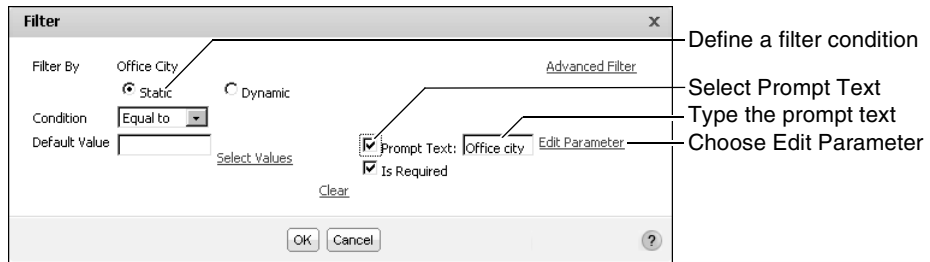 Filter x
Define a filter condition
Filter By Office City Advanced Filter
Static Dynamic
Select Prompt Text
Condition Equal to
Type the prompt text
Default Value Select Values Prompt Text: Office city Edit Parameter
Choose Edit Parameter
Is Required
Clear
OK Cancel ?